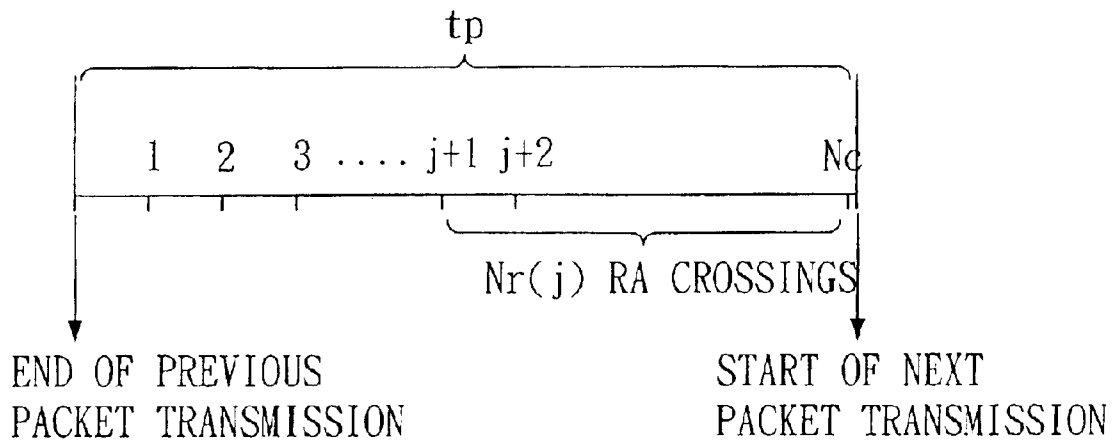 tp
1 2 3 .... j+1 j+2 Nc
Nr(j) RA CROSSINGS
END OF PREVIOUS
PACKET TRANSMISSION
START OF NEXT
PACKET TRANSMISSION